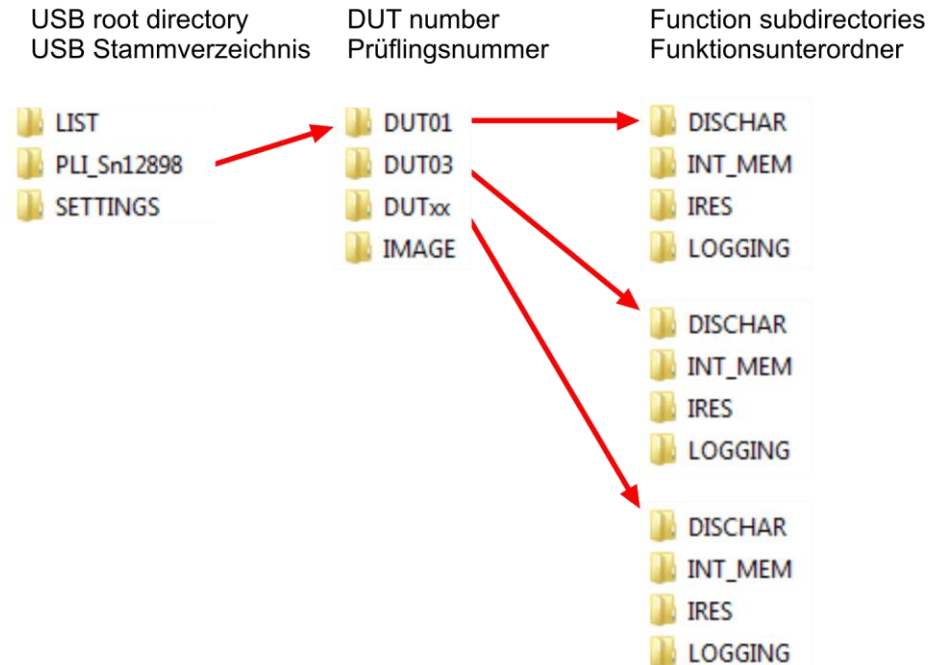 USB root directory
USB Stammverzeichnis
DUT number
Prüflingsnummer
Function subdirectories
Funktionsunterordner
LIST
PLI_Sn12898
SETTINGS
DUT01
DUT03
DUTxx
IMAGE
DISCHAR
INT_MEM
IRES
LOGGING
DISCHAR
INT_MEM
IRES
LOGGING
DISCHAR
INT_MEM
IRES
LOGGING